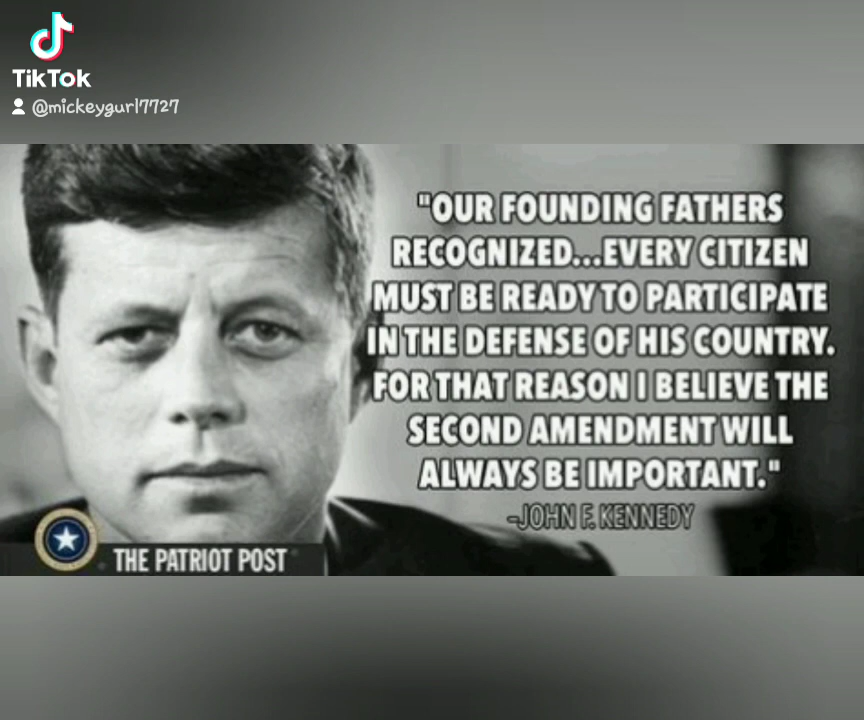 TikTok
@mickeygurl7727
"OUR FOUNDING FATHERS
RECOGNIZED...EVERY CITIZEN
MUST BE READY TO PARTICIPATE
IN THE DEFENSE OF HIS COUNTRY.
FOR THAT REASON I BELIEVE THE
SECOND AMENDMENT WILL
ALWAYS BE IMPORTANT."
-JOHN F. KENNEDY
THE PATRIOT POST